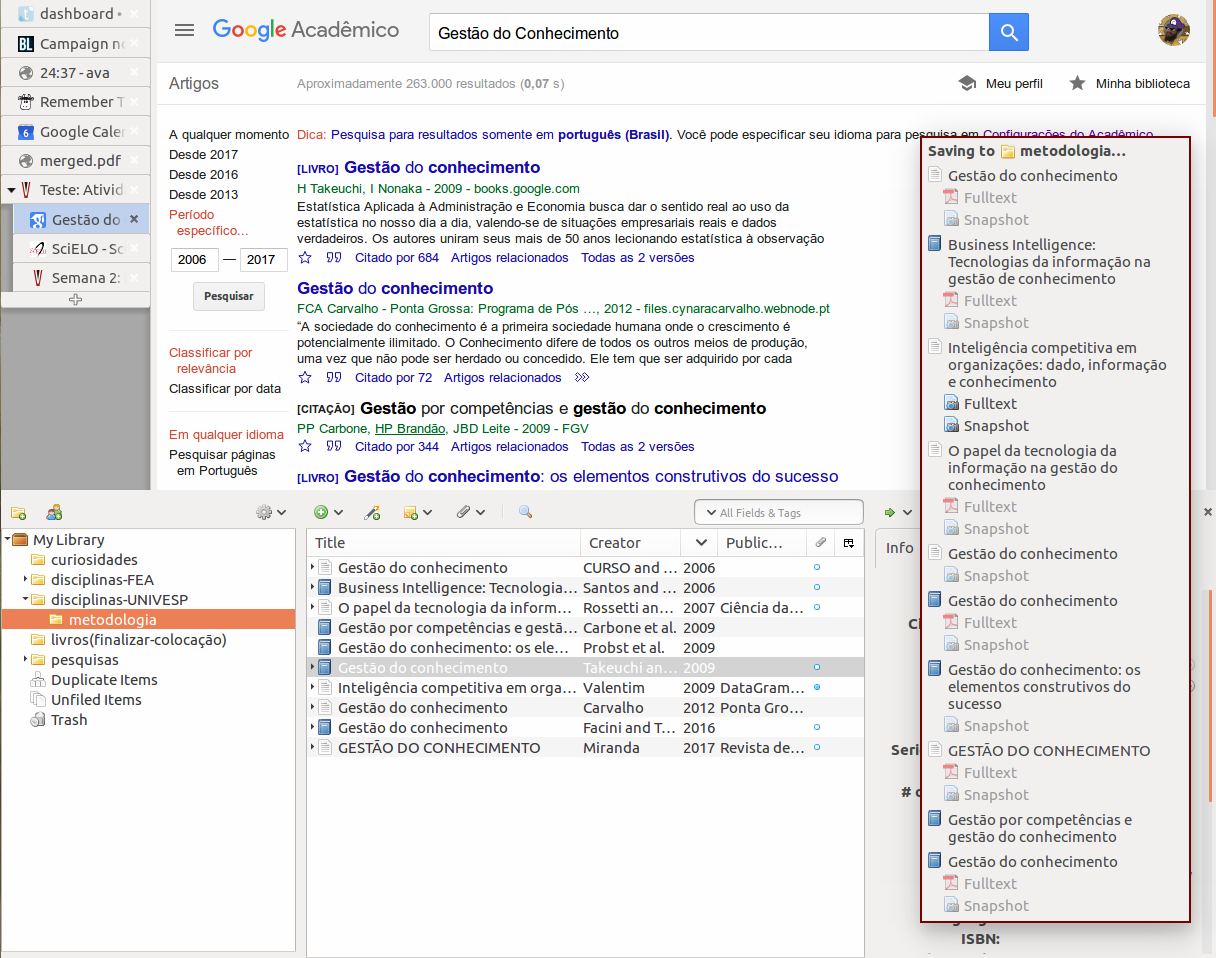 dashboard
Campaign no
24:37 - ava
Remember T
Google Caler
merged.pdf
Teste: Ativid
Gestão do
SciELO - Sc
Semana 2:
Google Acadêmico
Gestão do Conhecimento
Artigos
Aproximadamente 263.000 resultados (0,07 s)
Meu perfil
Minha biblioteca
A qualquer momento
Desde 2017
Desde 2016
Desde 2013
Período
específico...
2006 — 2017
Pesquisar
Classificar por
relevância
Classificar por data
Em qualquer idioma
Pesquisar páginas
em Português
Dica: Pesquisa para resultados somente em português (Brasil). Você pode especificar seu idioma para pesquisa em Configurações do Acadêmico
[LIVRO] Gestão do conhecimento
H Takeuchi, I Nonaka - 2009 - books.google.com
Estatística Aplicada à Administração e Economia busca dar o sentido real ao uso da
estatística no nosso dia a dia, valendo-se de situações empresariais reais e dados
verdadeiros. Os autores uniram seus mais de 50 anos lecionando estatística à observação
Citado por 684 Artigos relacionados Todas as 2 versões
Gestão do conhecimento
FCA Carvalho - Ponta Grossa: Programa de Pós …, 2012 - files.cynaracarvalho.webnode.pt
“A sociedade do conhecimento é a primeira sociedade humana onde o crescimento é
potencialmente ilimitado. O Conhecimento difere de todos os outros meios de produção,
uma vez que não pode ser herdado ou concedido. Ele tem que ser adquirido por cada
Citado por 72 Artigos relacionados
[CITAÇÃO] Gestão por competências e gestão do conhecimento
PP Carbone, HP Brandão, JBD Leite - 2009 - FGV
Citado por 344 Artigos relacionados Todas as 2 versões
[LIVRO] Gestão do conhecimento: os elementos construtivos do sucesso
Saving to metodologia...
Gestão do conhecimento
Fulltext
Snapshot
Business Intelligence:
Tecnologias da informação na
gestão de conhecimento
Fulltext
Snapshot
Inteligência competitiva em
organizações: dado, informação
e conhecimento
Fulltext
Snapshot
O papel da tecnologia da
informação na gestão do
conhecimento
Fulltext
Snapshot
Gestão do conhecimento
Snapshot
Gestão do conhecimento
Fulltext
Snapshot
Gestão do conhecimento: os
elementos construtivos do
sucesso
Snapshot
GESTÃO DO CONHECIMENTO
Fulltext
Snapshot
Gestão por competências e
gestão do conhecimento
Gestão do conhecimento
Fulltext
Snapshot
All Fields & Tags
My Library
curiosidades
disciplinas-FEA
disciplinas-UNIVESP
metodologia
livros(finalizar-colocação)
pesquisas
Duplicate Items
Unfiled Items
Trash
Title Creator Public...
Gestão do conhecimento CURSO and ... 2006
Business Intelligence: Tecnologia... Santos and ... 2006
O papel da tecnologia da inform... Rossetti an... 2007 Ciência da...
Gestão por competências e gestã... Carbone et al. 2009
Gestão do conhecimento: os ele... Probst et al. 2009
Gestão do conhecimento Takeuchi an... 2009
Inteligência competitiva em orga... Valentim 2009 DataGram...
Gestão do conhecimento Carvalho 2012 Ponta Gro...
Gestão do conhecimento Facini and T... 2016
GESTÃO DO CONHECIMENTO Miranda 2017 Revista de...
Info
Seri
#
ISBN: